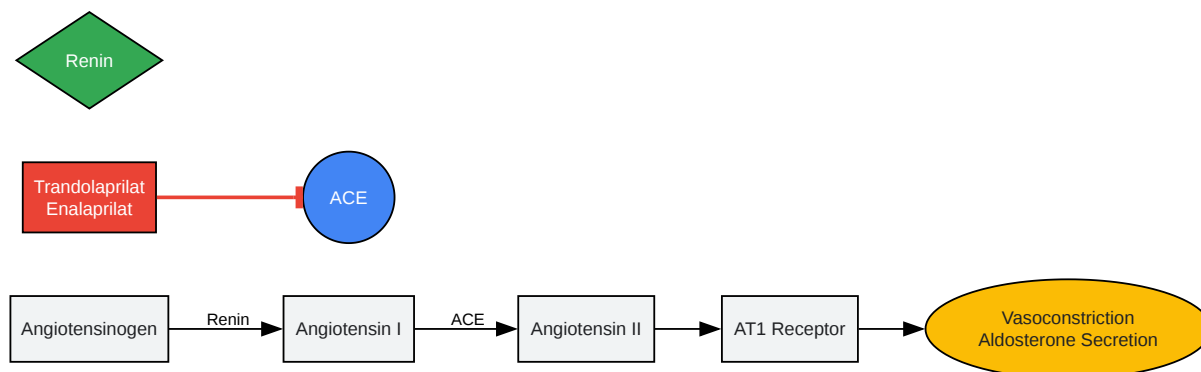 Renin
Trandolaprilat
Enalaprilat
ACE
Angiotensinogen
Renin
Angiotensin I
ACE
Angiotensin II
AT1 Receptor
Vasoconstriction
Aldosterone Secretion